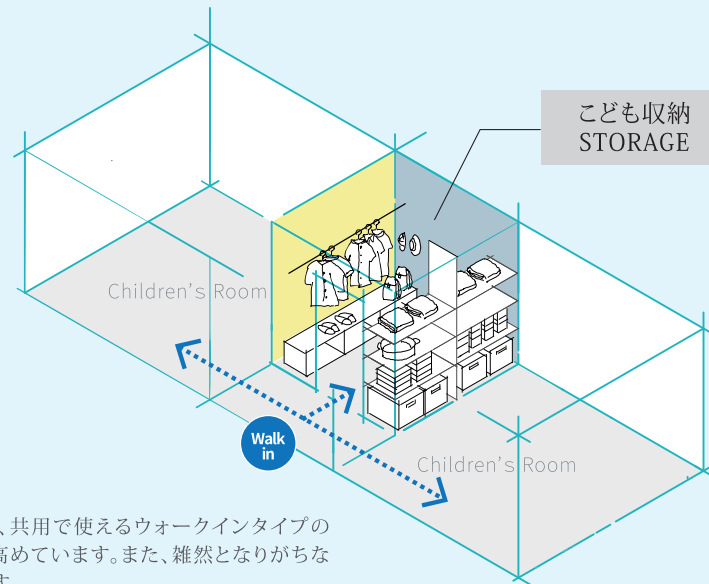 こども収納
STORAGE
Children's Room
Walk
in
Children's Room
、共用で使えるウォークインタイプの
高めています。また、雑然となりがちな
す。